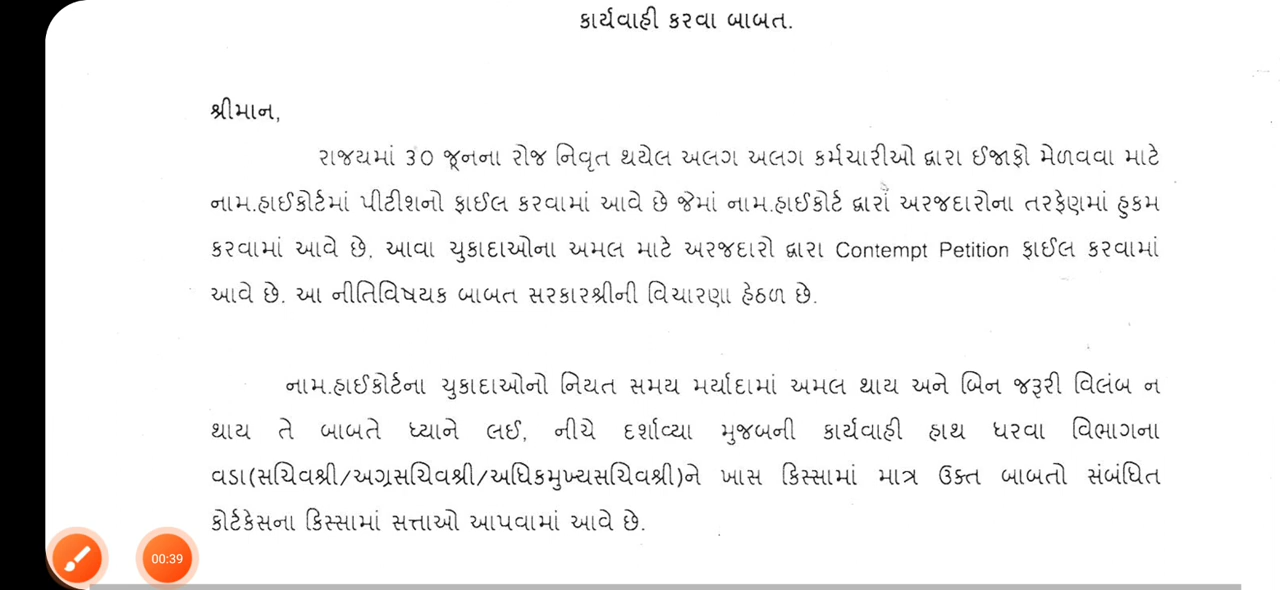 કાર્યવાહી કરવા બાબત.
શ્રીમાન,
રાજયમાં 30 જૂનના રોજ નિવૃત થયેલ અલગ અલગ કર્મચારીઓ દ્વારા ઈજાફો મેળવવા માટે
નામ.હાઈકોર્ટમાં પીટીશનો ફાઈલ કરવામાં આવે છે જેમાં નામ.હાઈકોર્ટ દ્વારાં અરજદારોના તરફેણમાં હુકમ
કરવામાં આવે છે. આવા ચુકાદાઓના અમલ માટે અરજદારો દ્વારા Contempt Petition ફાઈલ કરવામાં
આવે છે. આ નીતિવિષયક બાબત સરકારશ્રીની વિચારણા હેઠળ છે.
નામ.હાઈકોર્ટના ચુકાદાઓનો નિયત સમય મર્યાદામાં અમલ થાય અને બિન જરૂરી વિલંબ ન
થાય તે બાબતે ધ્યાને લઈ, નીચે દર્શાવ્યા મુજબની કાર્યવાહી હાથ ધરવા વિભાગના
વડા(સચિવશ્રી/અગ્રસચિવશ્રી/અધિકમુખ્યસચિવશ્રી)ને ખાસ કિસ્સામાં માત્ર ઉક્ત બાબતો સંબંધિત
કોર્ટકેસના કિસ્સામાં સત્તાઓ આપવામાં આવે છે.
00:39